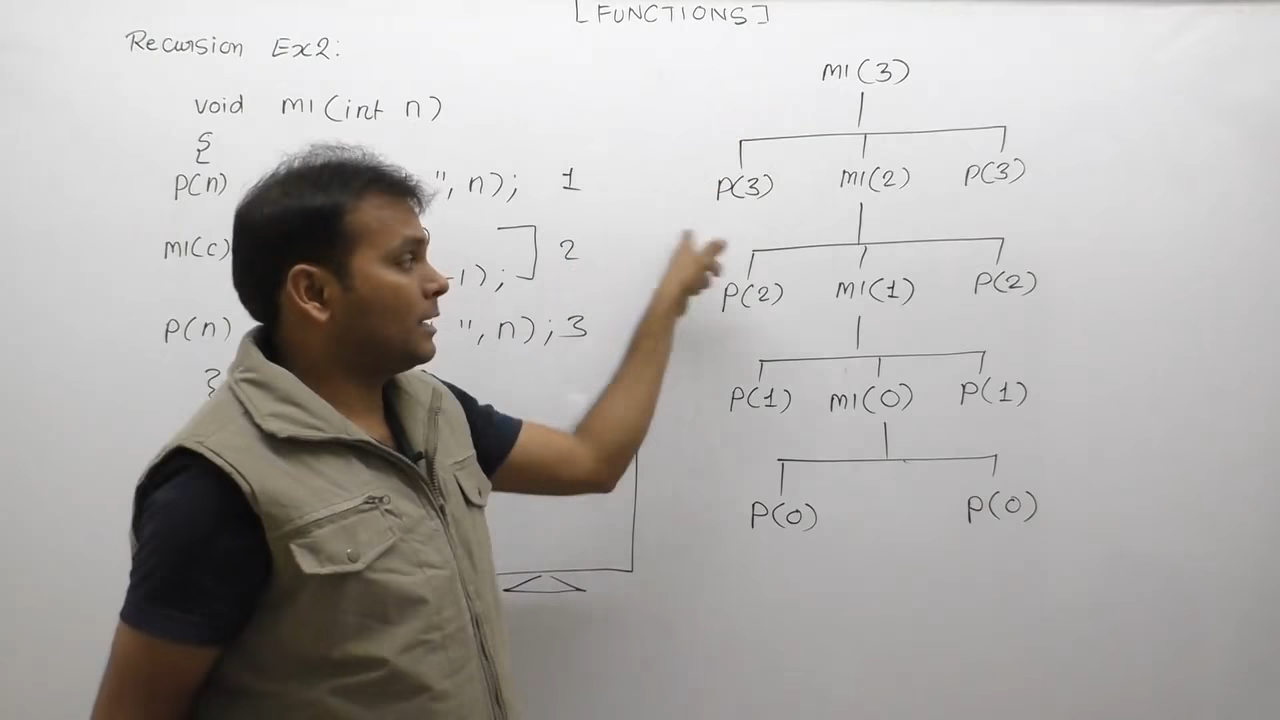 [FUNCTIONS]
Recursion Ex2:
void m1(int n)
{
P(n) ", n); 1
m1(c) 2
-1);
P(n) ", n); 3
}
m1(3)
P(3) m1(2) P(3)
P(2) m1(1) P(2)
P(1) m1(0) P(1)
P(0) P(0)